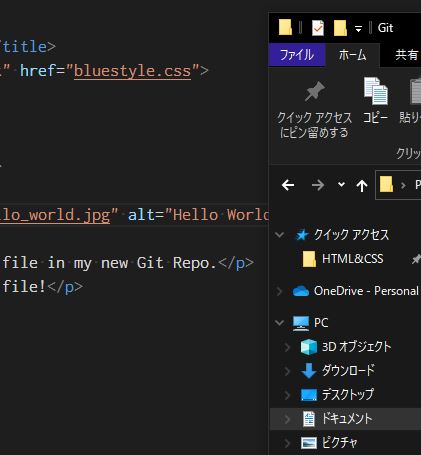 /title>
" href="bluestyle.css">
>
lo_world.jpg" alt="Hello World
file in my new Git Repo.</p>
file!</p>
Git
ファイル ホーム 共有
クイック アクセス
にピン留めする
コピー
貼り
クリッ
P
クイック アクセス
HTML&CSS
OneDrive - Personal
PC
3D オブジェクト
ダウンロード
デスクトップ
ドキュメント
ピクチャ